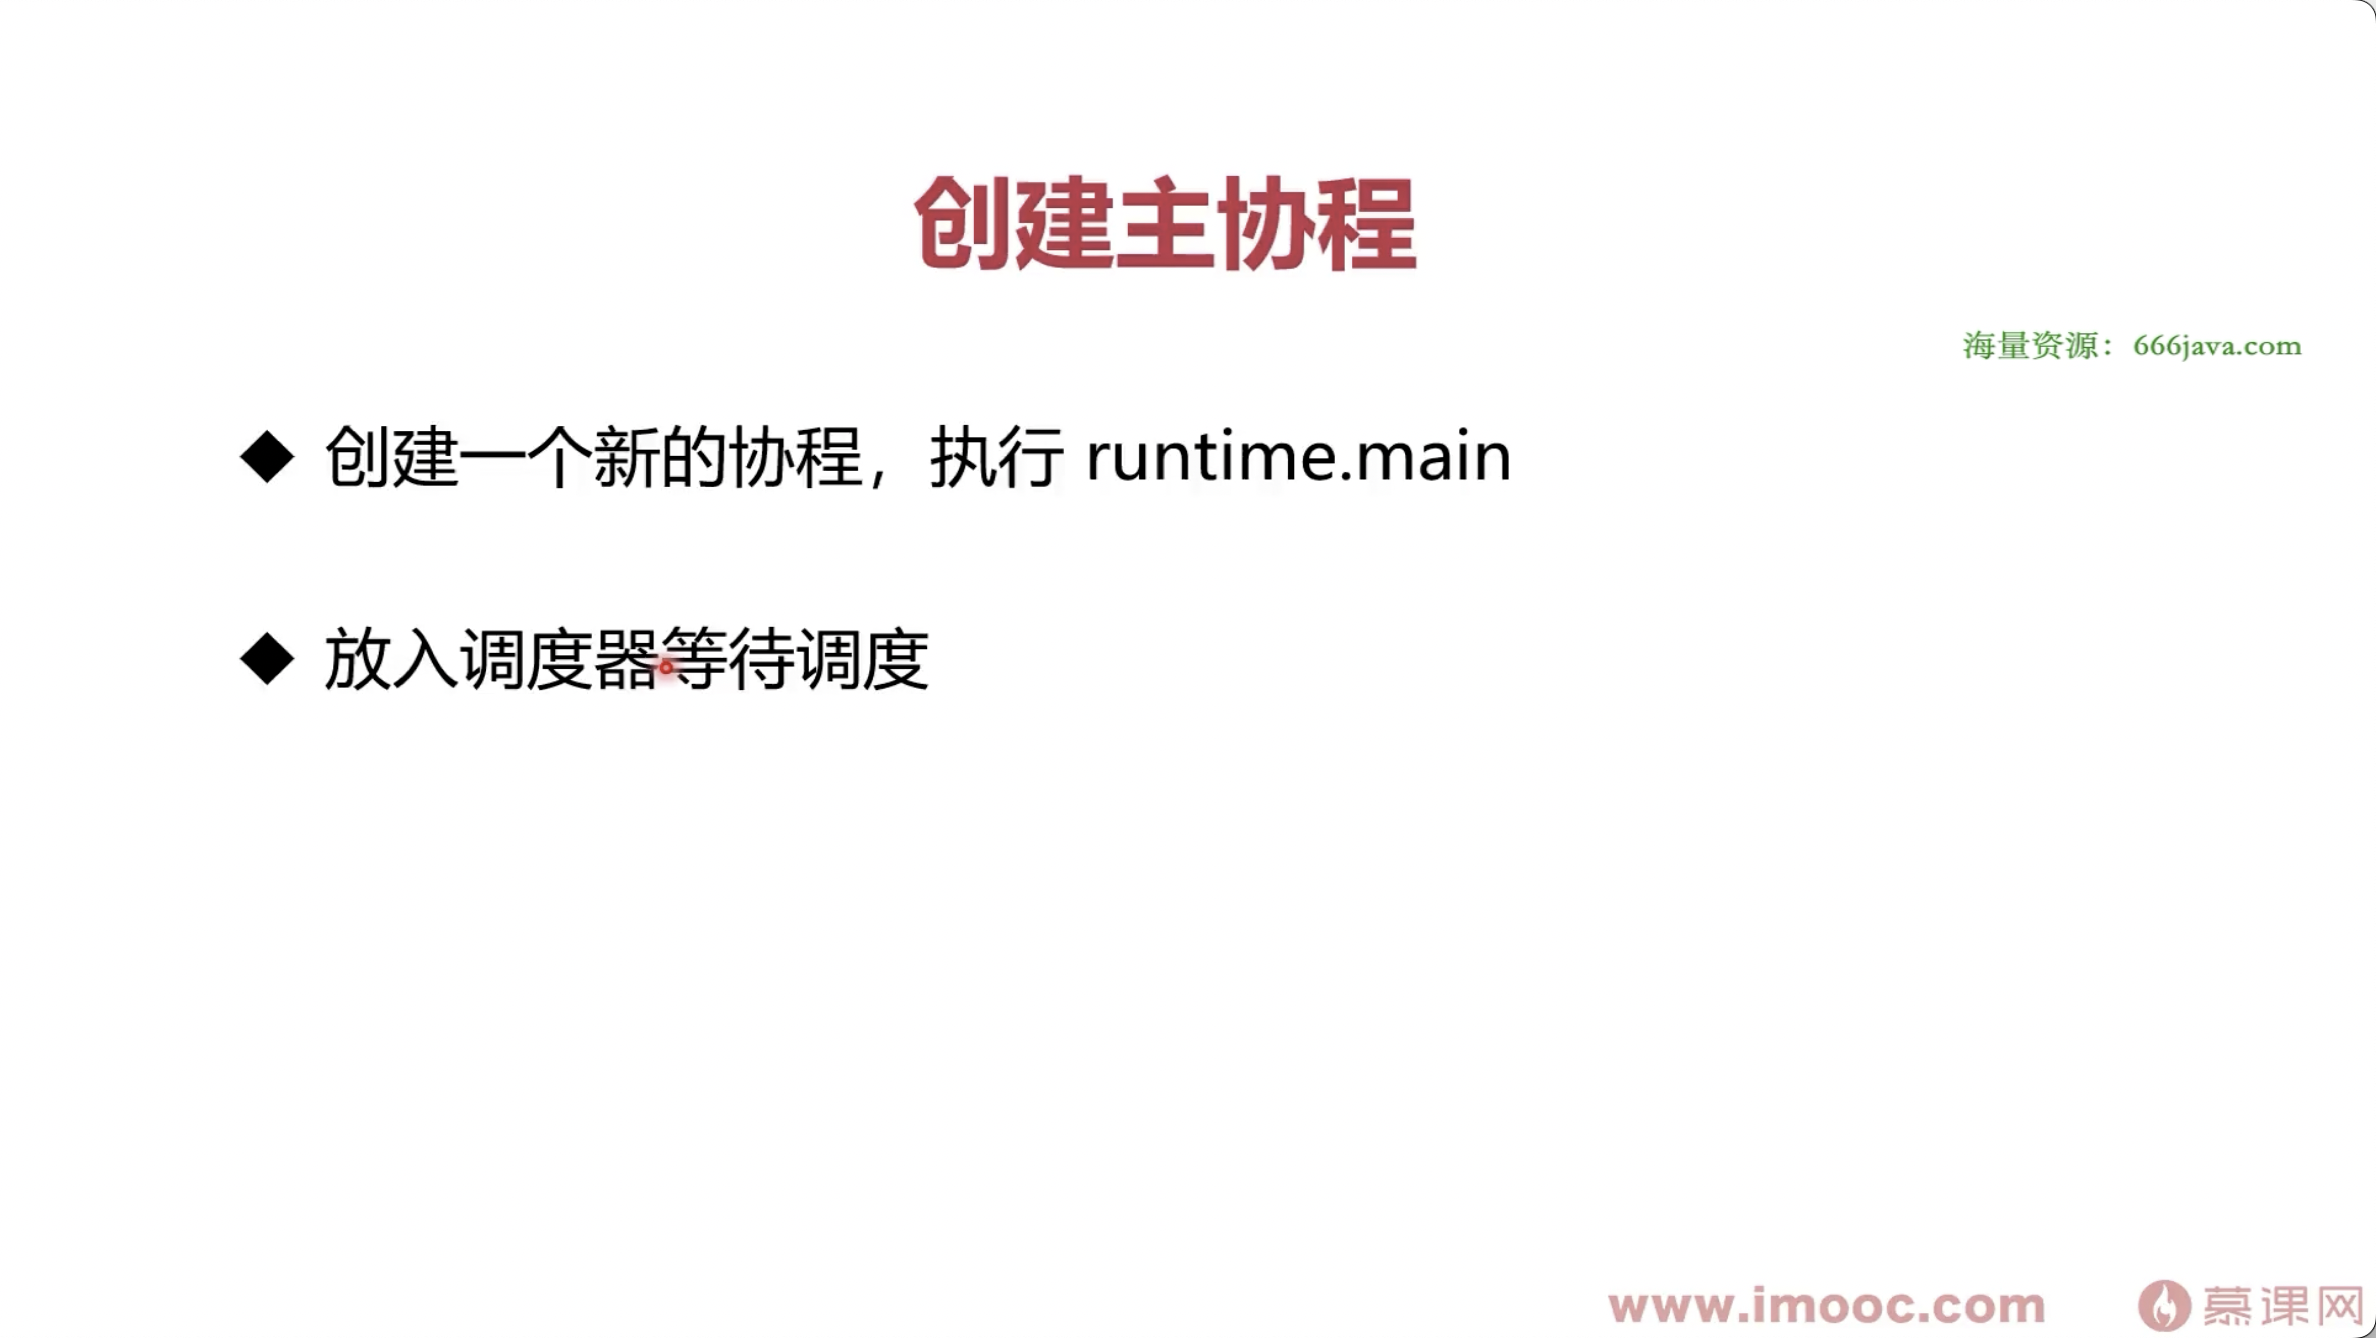 创建主协程
海量资源：666java.com
◆ 创建一个新的协程，执行 runtime.main
◆ 放入调度器等待调度
www.imooc.com 慕课网